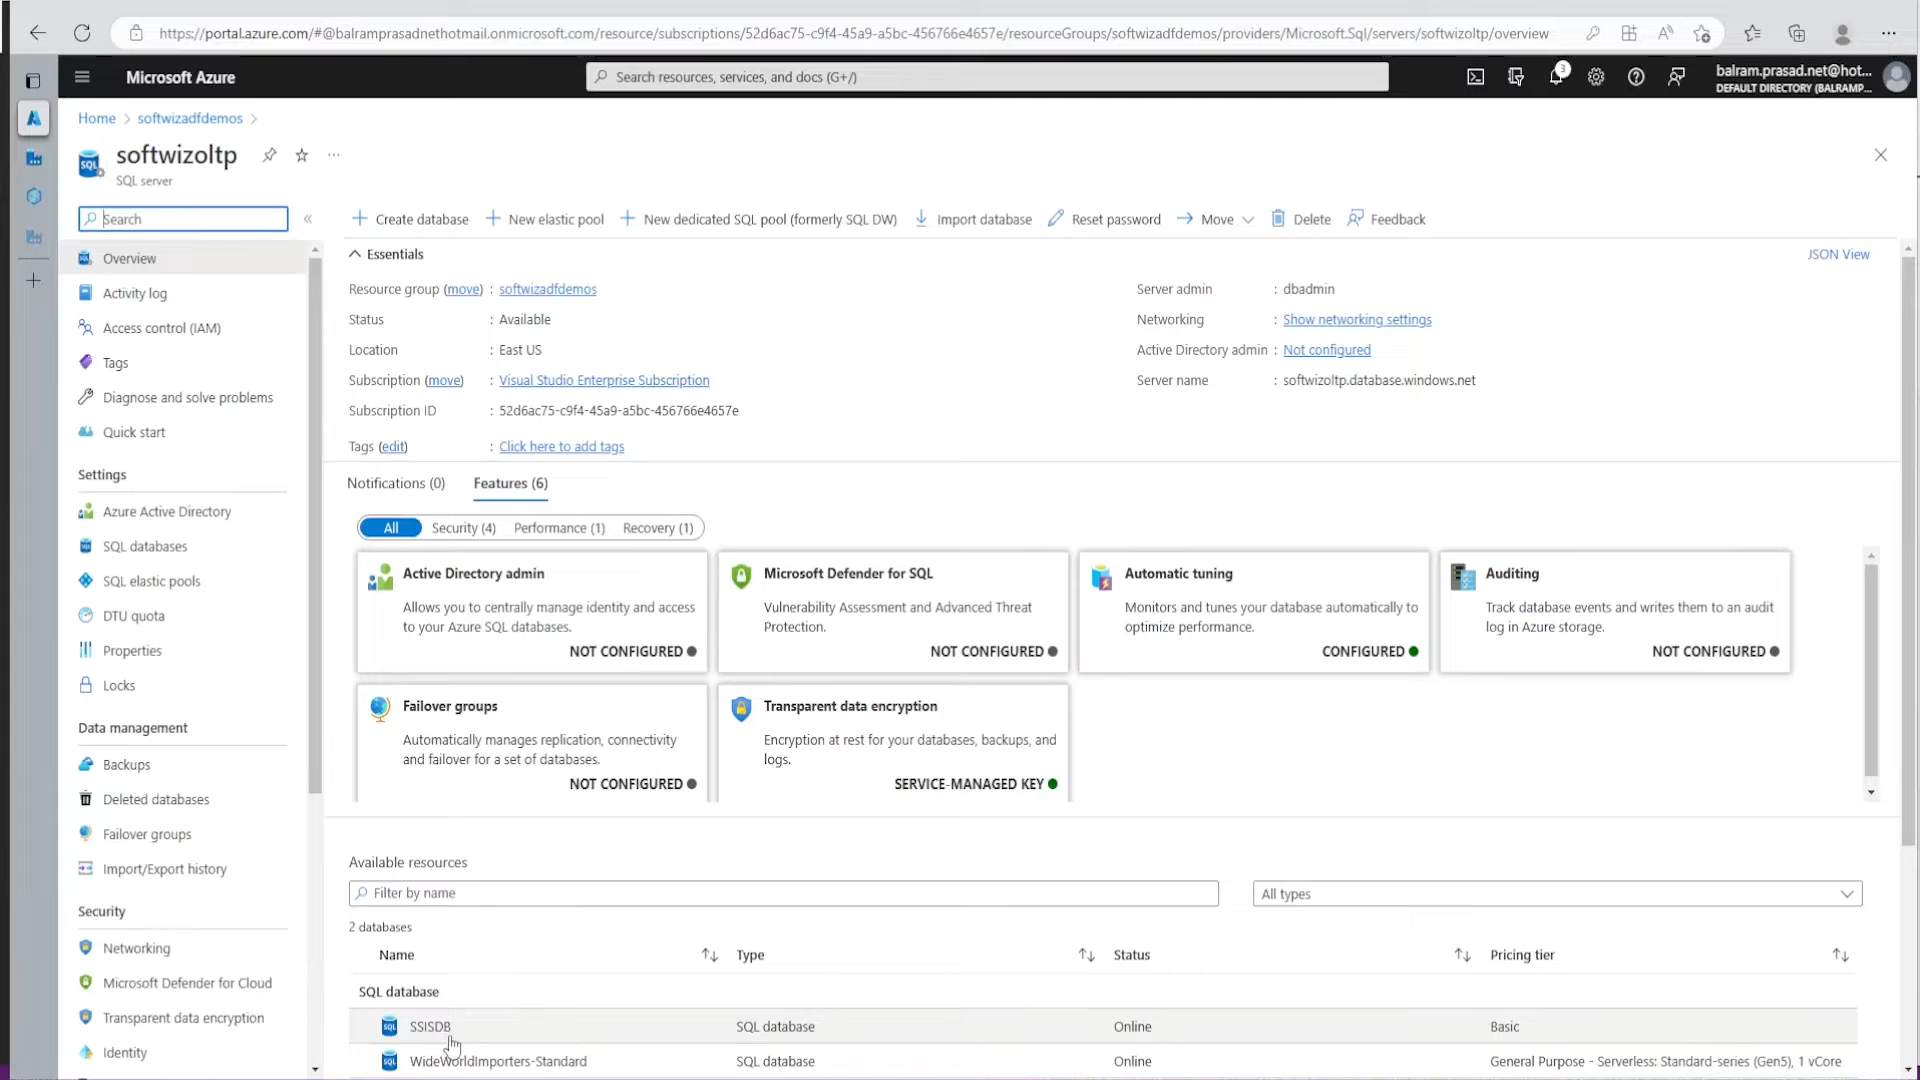 https://portal.azure.com/#@balramprasadnethotmail.onmicrosoft.com/resource/subscriptions/52d6ac75-c9f4-45a9-a5bc-456766e4657e/resourceGroups/softwizadfdemos/providers/Microsoft.Sql/servers/softwizoltp/overview
Microsoft Azure
Search resources, services, and docs (G+/)
3
balram.prasad.net@hot...
DEFAULT DIRECTORY (BALRAMP...
Home > softwizadfdemos >
softwizoltp
SQL server
Search
Create database
New elastic pool
New dedicated SQL pool (formerly SQL DW)
Import database
Reset password
Move
Delete
Feedback
Overview
Activity log
Access control (IAM)
Tags
Diagnose and solve problems
Quick start
Settings
Azure Active Directory
SQL databases
SQL elastic pools
DTU quota
Properties
Locks
Data management
Backups
Deleted databases
Failover groups
Import/Export history
Security
Networking
Microsoft Defender for Cloud
Transparent data encryption
Identity
Essentials
JSON View
Resource group (move) : softwizadfdemos
Status : Available
Location : East US
Subscription (move) : Visual Studio Enterprise Subscription
Subscription ID : 52d6ac75-c9f4-45a9-a5bc-456766e4657e
Tags (edit) : Click here to add tags
Server admin : dbadmin
Networking : Show networking settings
Active Directory admin : Not configured
Server name : softwizoltp.database.windows.net
Notifications (0) Features (6)
All Security (4) Performance (1) Recovery (1)
Active Directory admin
Allows you to centrally manage identity and access
to your Azure SQL databases.
NOT CONFIGURED
Microsoft Defender for SQL
Vulnerability Assessment and Advanced Threat
Protection.
NOT CONFIGURED
Automatic tuning
Monitors and tunes your database automatically to
optimize performance.
CONFIGURED
Auditing
Track database events and writes them to an audit
log in Azure storage.
NOT CONFIGURED
Failover groups
Automatically manages replication, connectivity
and failover for a set of databases.
NOT CONFIGURED
Transparent data encryption
Encryption at rest for your databases, backups, and
logs.
SERVICE-MANAGED KEY
Available resources
Filter by name
All types
2 databases
Name Type Status Pricing tier
SQL database
SSISDB SQL database Online Basic
WideWorldImporters-Standard SQL database Online General Purpose - Serverless: Standard-series (Gen5), 1 vCore